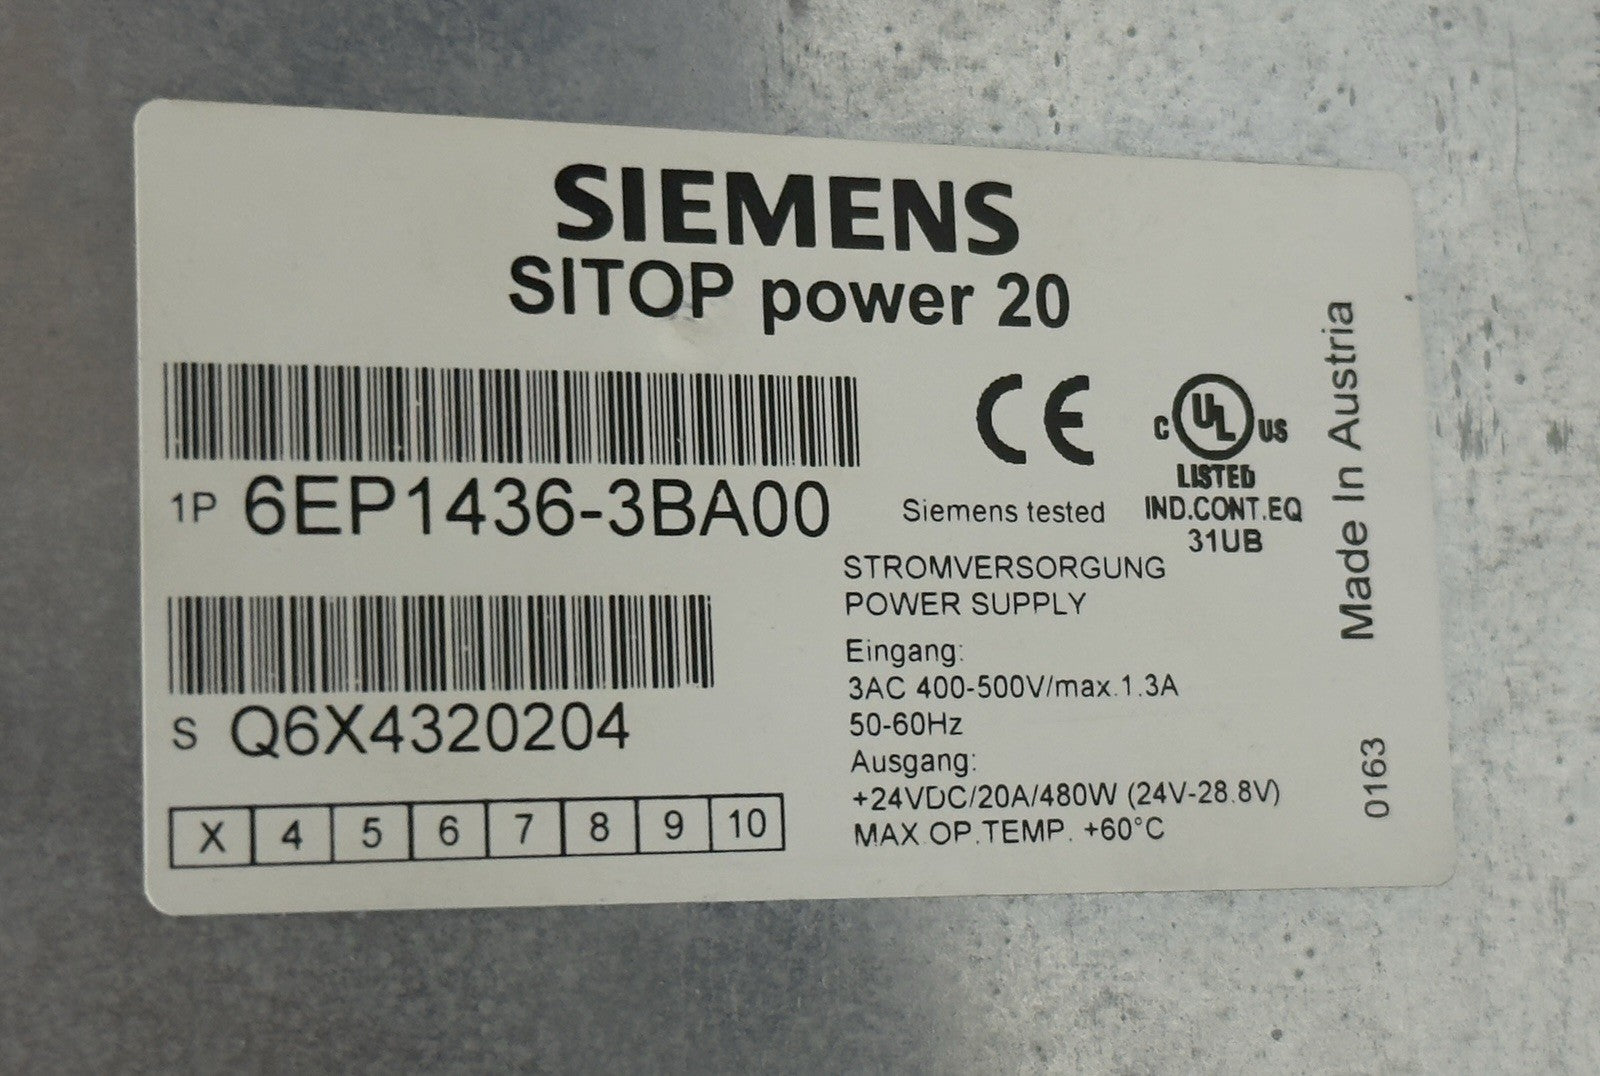 SIEMENS
SITOP power 20
1P 6EP1436-3BA00
S Q6X4320204
X 4 5 6 7 8 9 10
CE
Siemens tested
C UL US
LISTED
IND.CONT.EQ
31UB
STROMVERSORGUNG
POWER SUPPLY
Eingang:
3AC 400-500V/max.1.3A
50-60Hz
Ausgang:
+24VDC/20A/480W (24V-28.8V)
MAX.OP.TEMP. +60°C
Made In Austria
0163